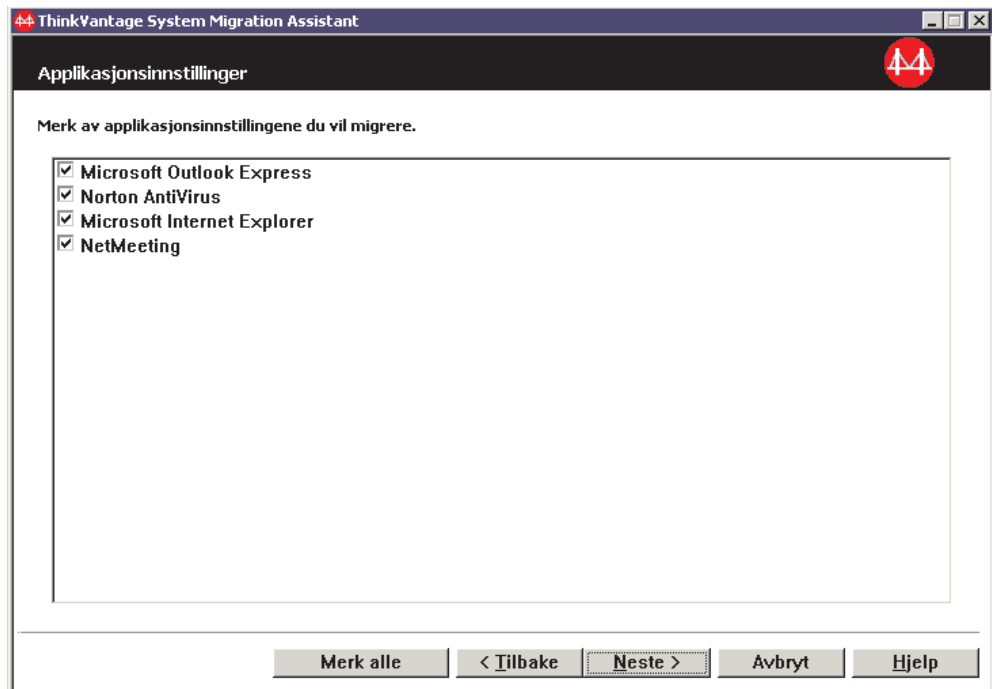 ThinkVantage System Migration Assistant
Applikasjonsinnstillinger
Merk av applikasjonsinnstillingene du vil migrere.
Microsoft Outlook Express
Norton AntiVirus
Microsoft Internet Explorer
NetMeeting
Merk alle
< Tilbake
Neste >
Avbryt
Hjelp